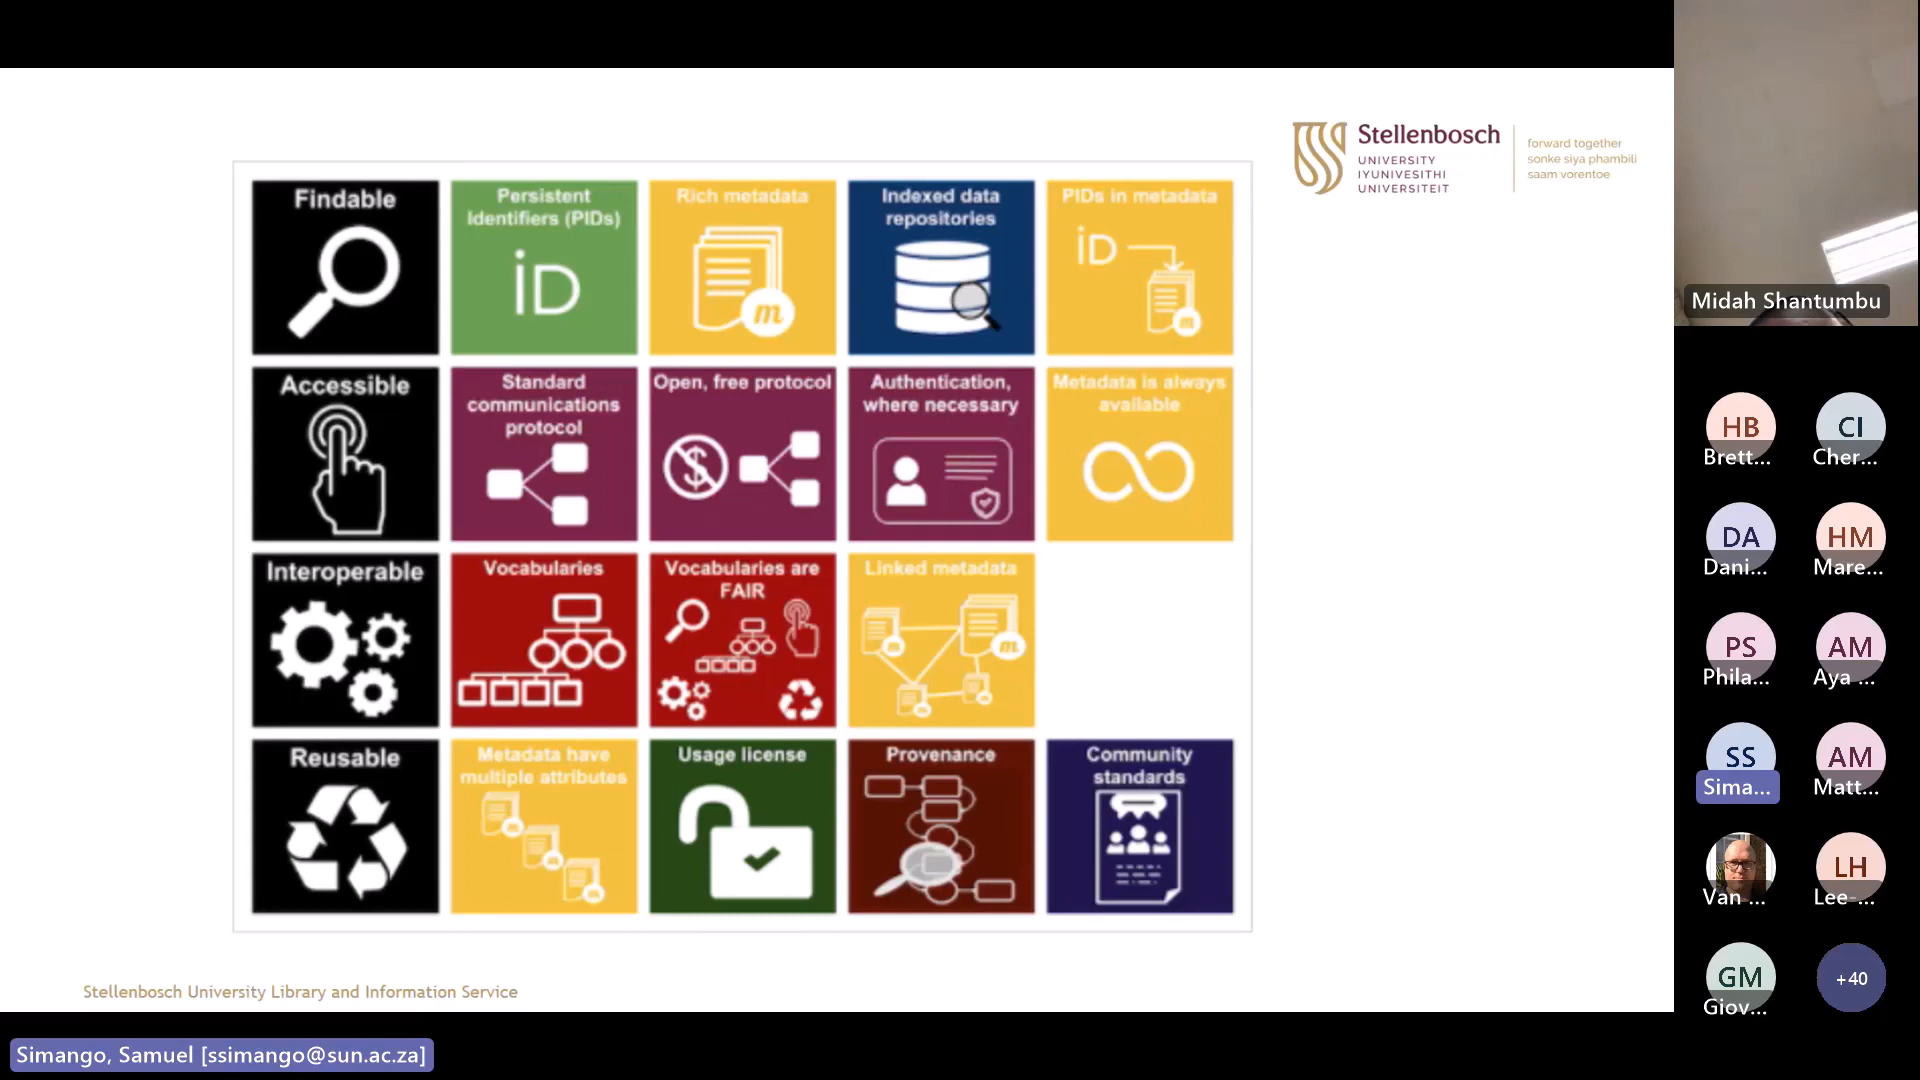 Stellenbosch
UNIVERSITY
IYUNIVESITHI
UNIVERSITEIT
forward together
sonke siya phambili
saam vorentoe
Findable
Persistent
Identifiers (PIDs)
iD
Rich metadata
m
Indexed data
repositories
PIDs in metadata
iD
m
Accessible
Standard
communications
protocol
Open, free protocol
$
Authentication,
where necessary
Metadata is always
available
Interoperable
Vocabularies
Vocabularies are
FAIR
Linked metadata
m
m
m
m
Reusable
Metadata have
multiple attributes
m
m
m
Usage license
Provenance
Community
standards
Stellenbosch University Library and Information Service
Simango, Samuel [ssimango@sun.ac.za]
Midah Shantumbu
HB
Brett...
CI
Cher...
DA
Dani...
HM
Mare...
PS
Phila...
AM
Aya ...
SS
Sima...
AM
Matt...
Van ...
LH
Lee-...
GM
Giov...
+40